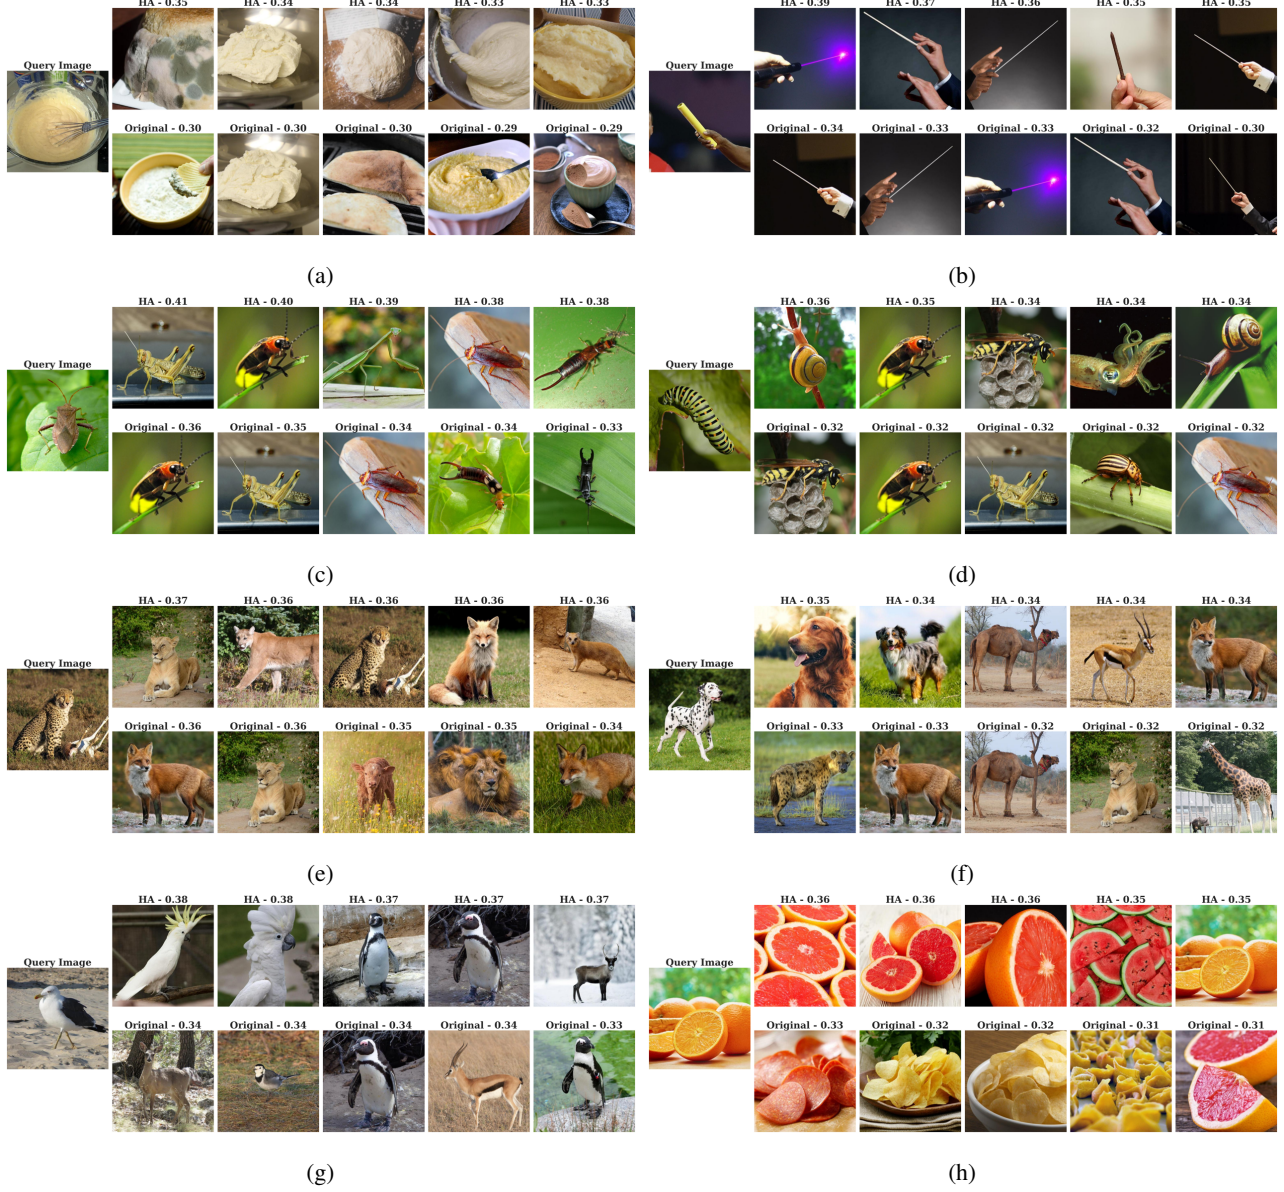 HA - 0.35 HA - 0.34 HA - 0.34 HA - 0.33 HA - 0.33
Query Image
Original - 0.30 Original - 0.30 Original - 0.30 Original - 0.29 Original - 0.29
(a)
HA - 0.39 HA - 0.37 HA - 0.36 HA - 0.35 HA - 0.35
Query Image
Original - 0.34 Original - 0.33 Original - 0.33 Original - 0.32 Original - 0.30
(b)
HA - 0.41 HA - 0.40 HA - 0.39 HA - 0.38 HA - 0.38
Query Image
Original - 0.36 Original - 0.35 Original - 0.34 Original - 0.34 Original - 0.33
(c)
HA - 0.36 HA - 0.35 HA - 0.34 HA - 0.34 HA - 0.34
Query Image
Original - 0.32 Original - 0.32 Original - 0.32 Original - 0.32 Original - 0.32
(d)
HA - 0.37 HA - 0.36 HA - 0.36 HA - 0.36 HA - 0.36
Query Image
Original - 0.36 Original - 0.36 Original - 0.35 Original - 0.35 Original - 0.34
(e)
HA - 0.35 HA - 0.34 HA - 0.34 HA - 0.34 HA - 0.34
Query Image
Original - 0.33 Original - 0.33 Original - 0.32 Original - 0.32 Original - 0.32
(f)
HA - 0.38 HA - 0.38 HA - 0.37 HA - 0.37 HA - 0.37
Query Image
Original - 0.34 Original - 0.34 Original - 0.34 Original - 0.34 Original - 0.33
(g)
HA - 0.36 HA - 0.36 HA - 0.36 HA - 0.35 HA - 0.35
Query Image
Original - 0.33 Original - 0.32 Original - 0.32 Original - 0.31 Original - 0.31
(h)